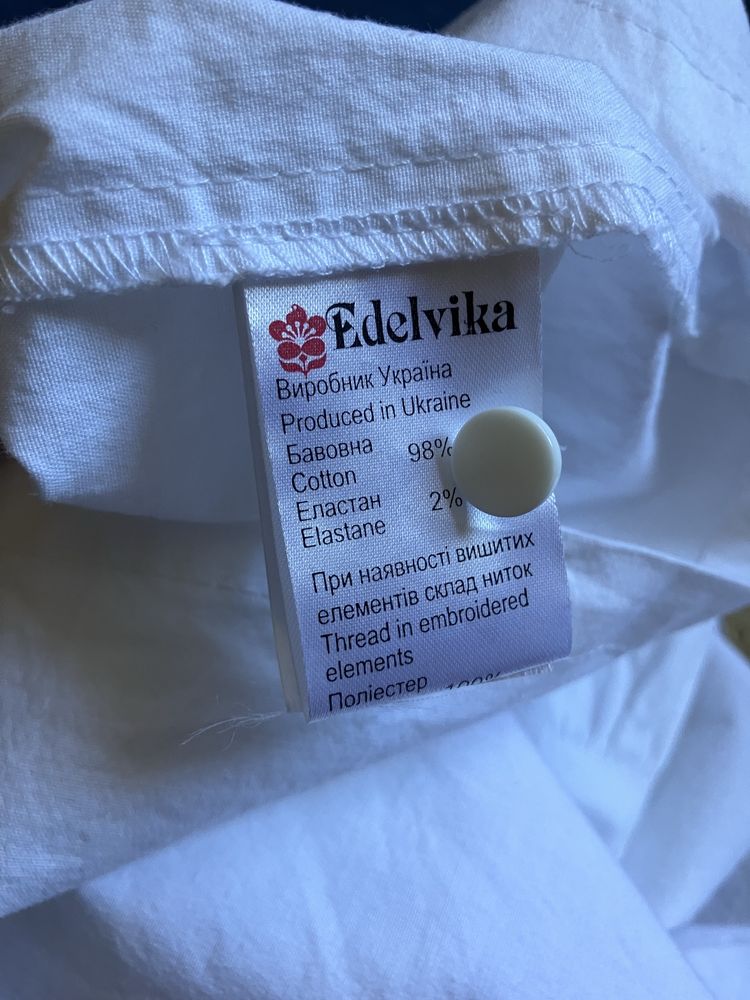 Edelvika
Виробник Україна
Produced in Ukraine
Бавовна 98%
Cotton
Еластан 2%
Elastane
При наявності вишитих
елементів склад ниток
Thread in embroidered
elements
Поліестер 100%